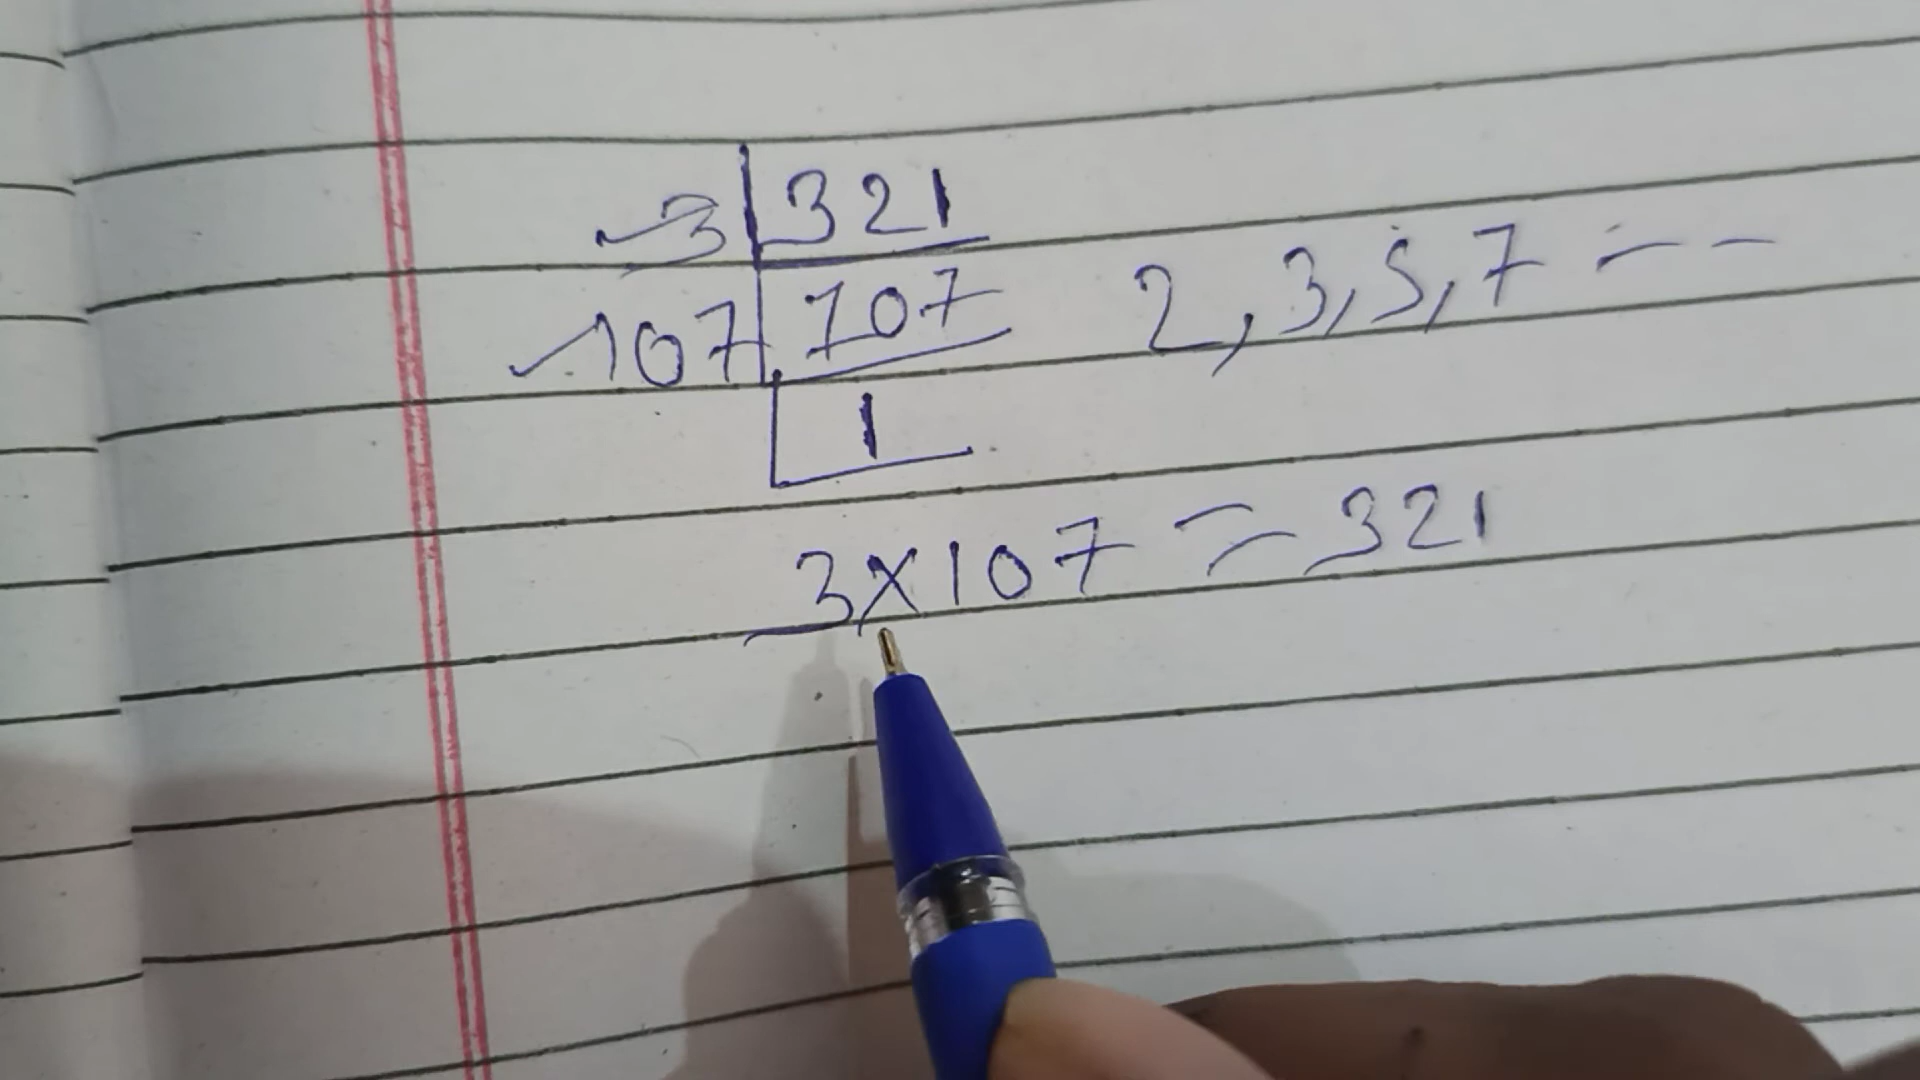 3 321
107 107 2, 3, 5, 7 - - -
1
3 x 107 = 321